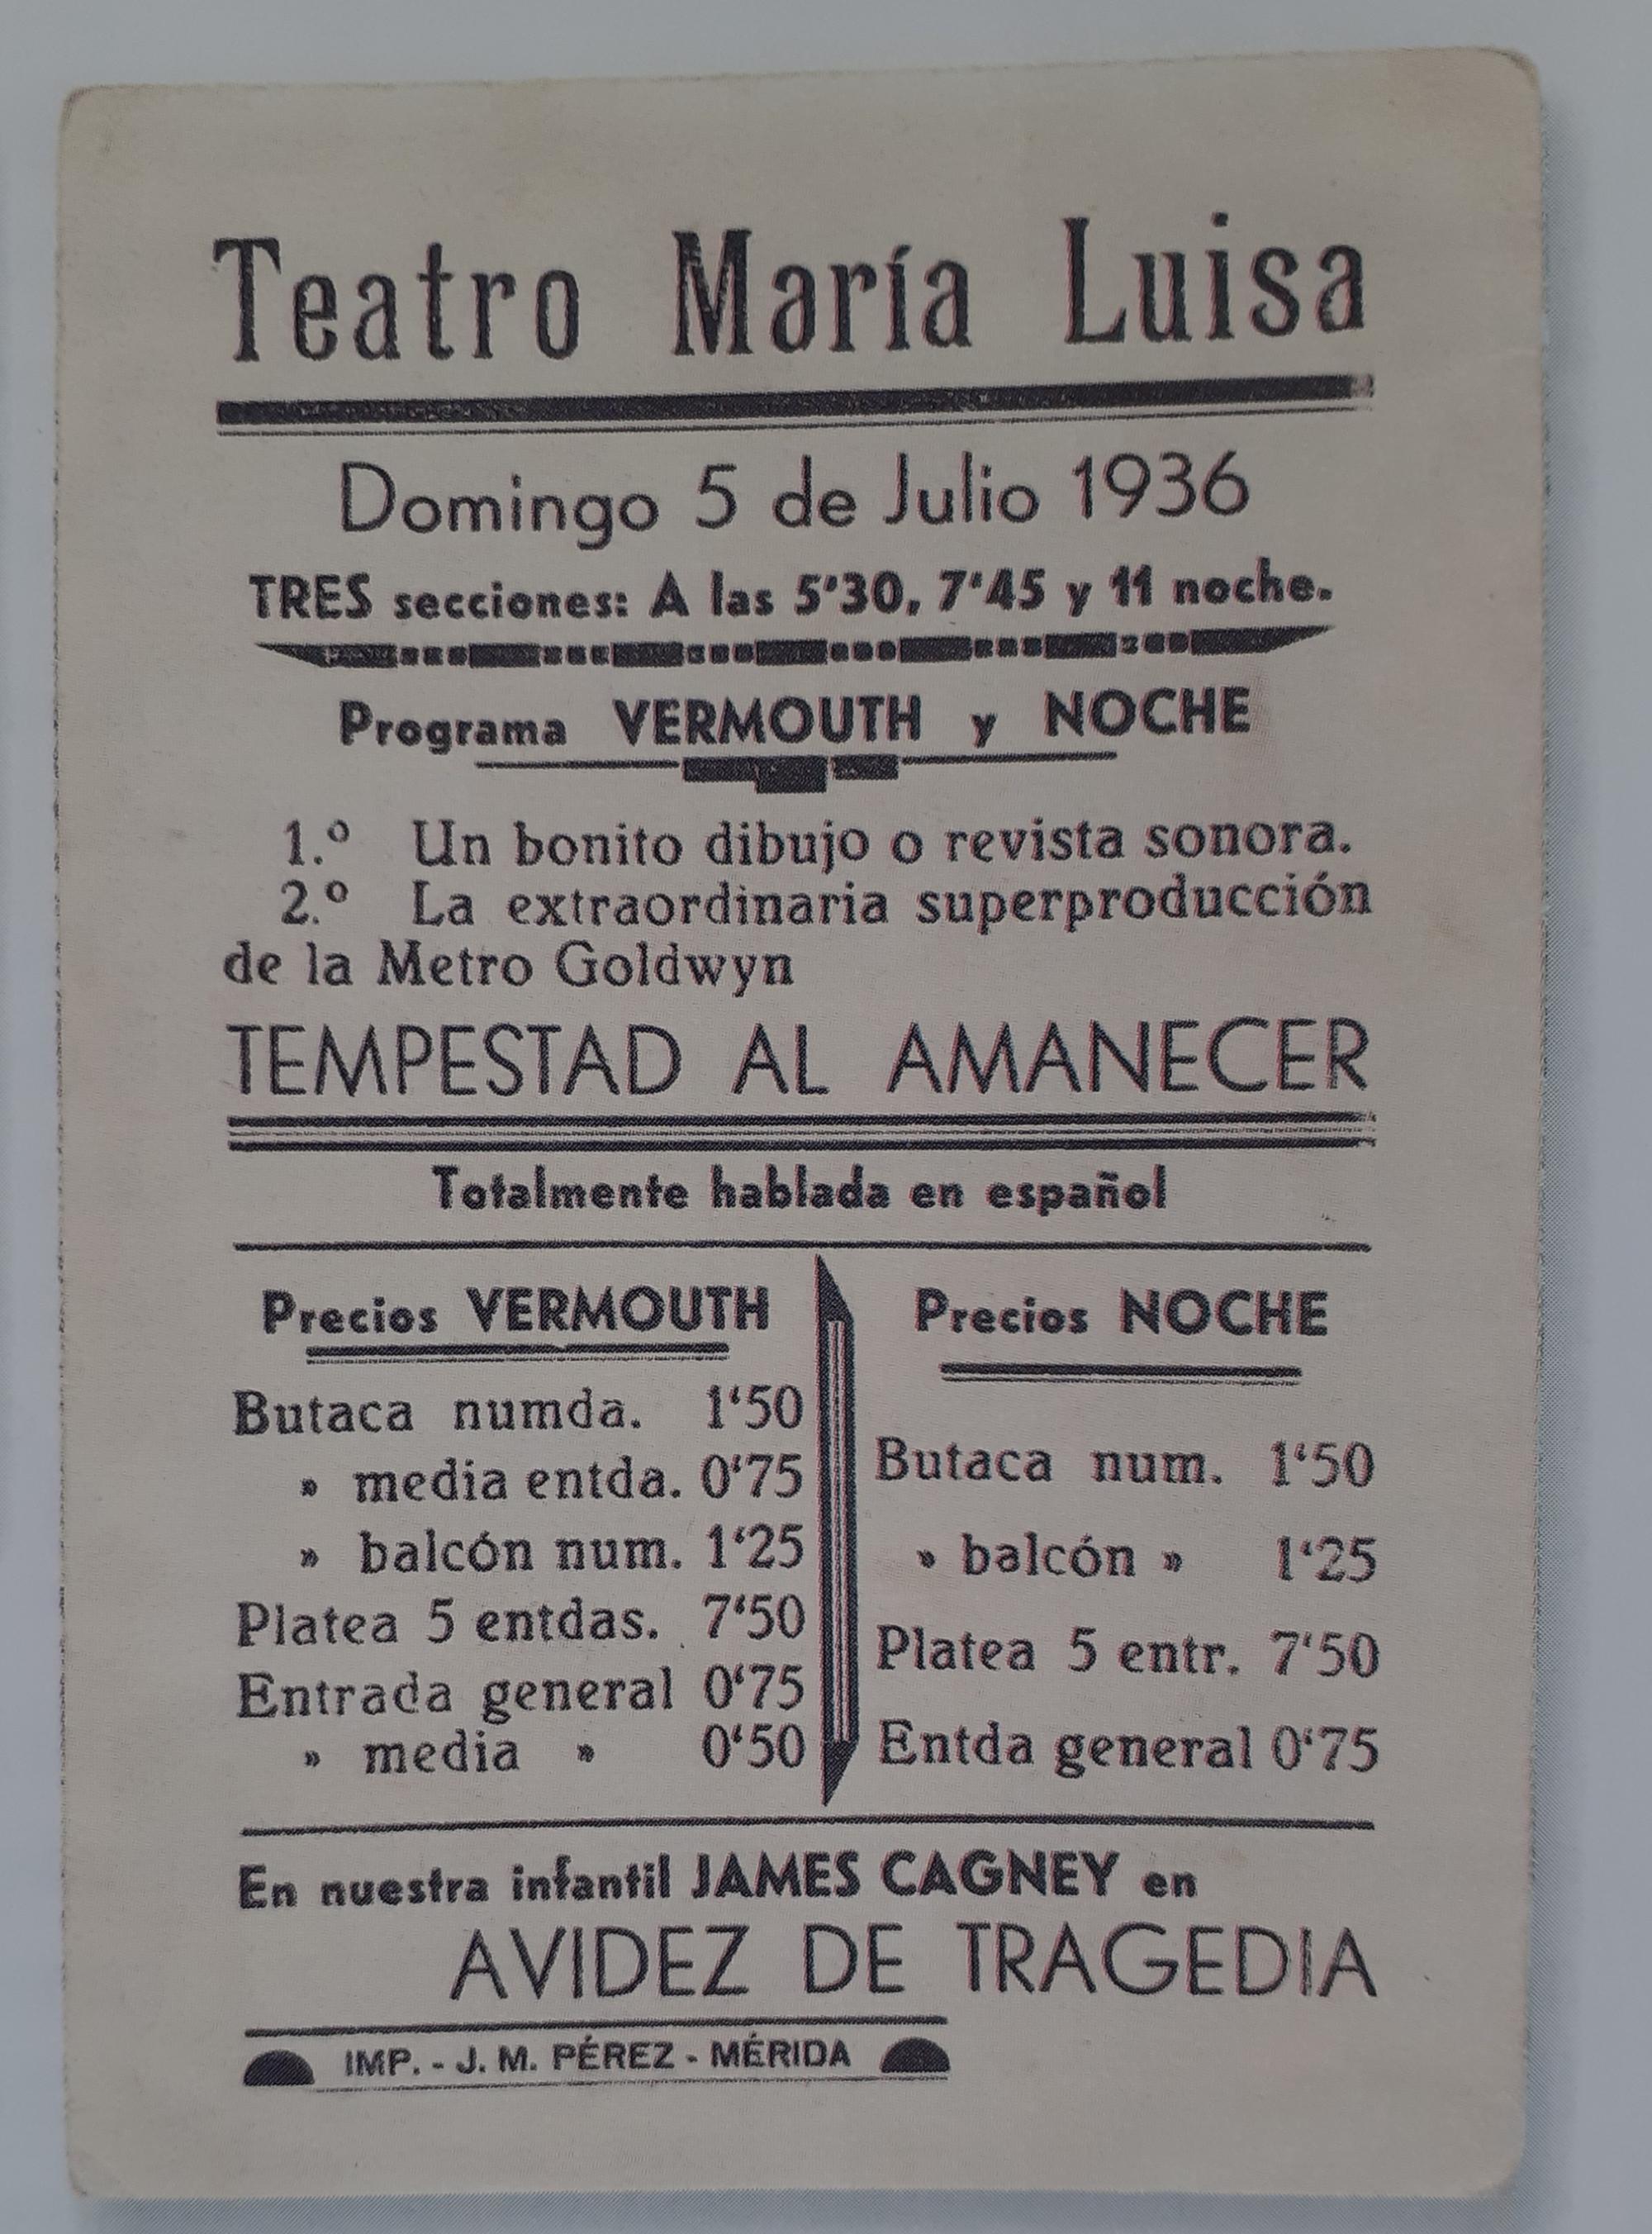 Teatro María Luisa
Domingo 5 de Julio 1936
TRES secciones: A las 5'30, 7'45 y 11 noche.
Programa VERMOUTH y NOCHE
1.º Un bonito dibujo o revista sonora.
2.º La extraordinaria superproducción
de la Metro Goldwyn
TEMPESTAD AL AMANECER
Totalmente hablada en español
Precios VERMOUTH
Butaca numda. 1‘50
» media entda. 0‘75
» balcón num. 1‘25
Platea 5 entdas. 7‘50
Entrada general 0‘75
» media » 0‘50
Precios NOCHE
Butaca num. 1‘50
» balcón » 1‘25
Platea 5 entr. 7‘50
Entda general 0‘75
En nuestra infantil JAMES CAGNEY en
AVIDEZ DE TRAGEDIA
IMP. - J. M. PÉREZ - MÉRIDA